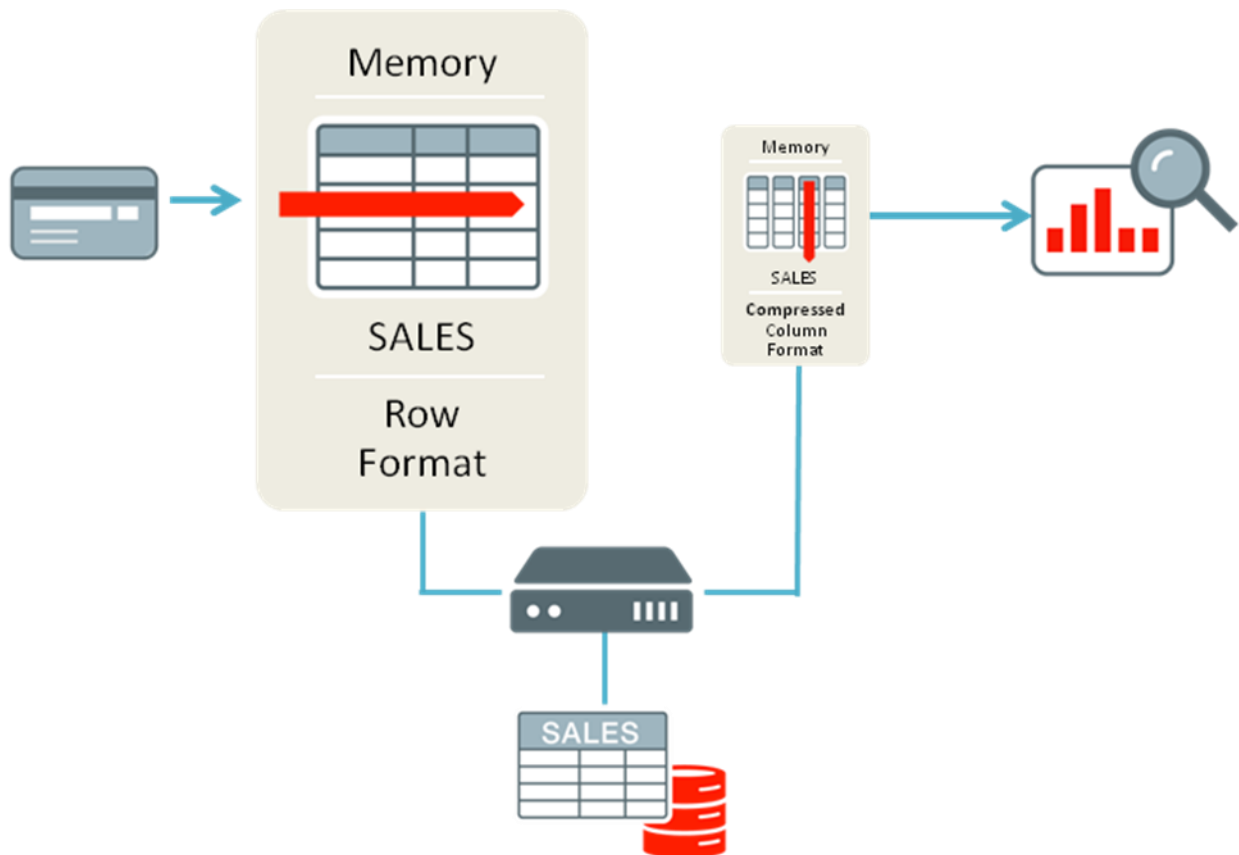 Memory
SALES
Row
Format
Memory
SALES
Compressed
Column
Format
SALES